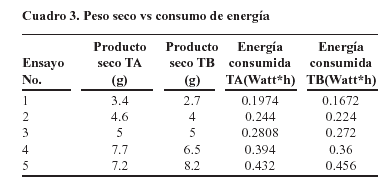 Cuadro 3. Peso seco vs consumo de energía
Producto Producto Energía Energía
Ensayo seco TA seco TB consumida consumida
No. (g) (g) TA(Watt*h) TB(Watt*h)
1 3.4 2.7 0.1974 0.1672
2 4.6 4 0.244 0.224
3 5 5 0.2808 0.272
4 7.7 6.5 0.394 0.36
5 7.2 8.2 0.432 0.456